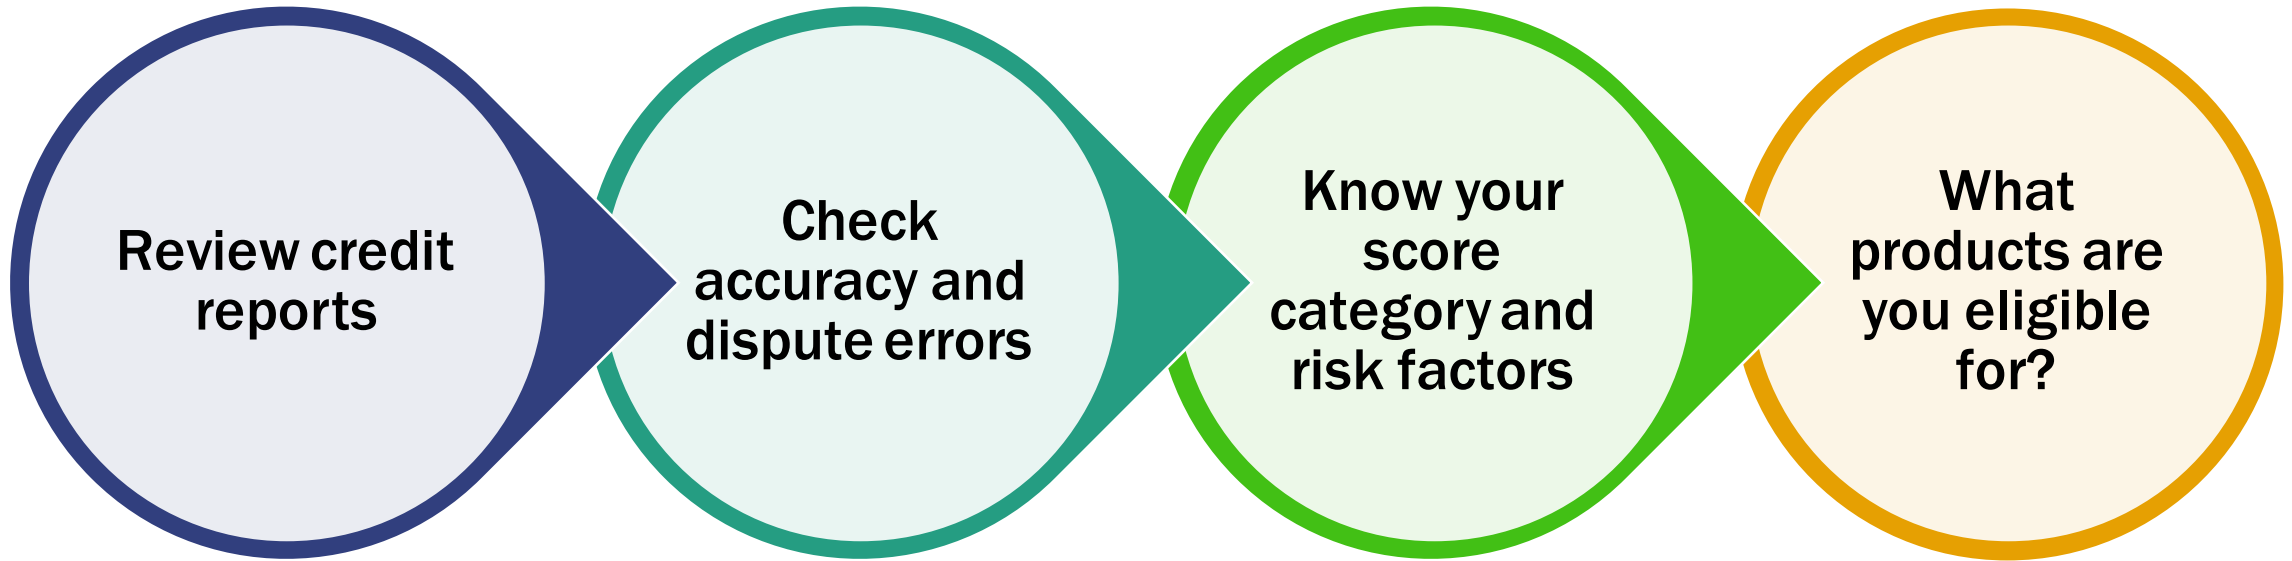 Review credit
reports
Check
accuracy and
dispute errors
Know your
score
category and
risk factors
What
products are
you eligible
for?